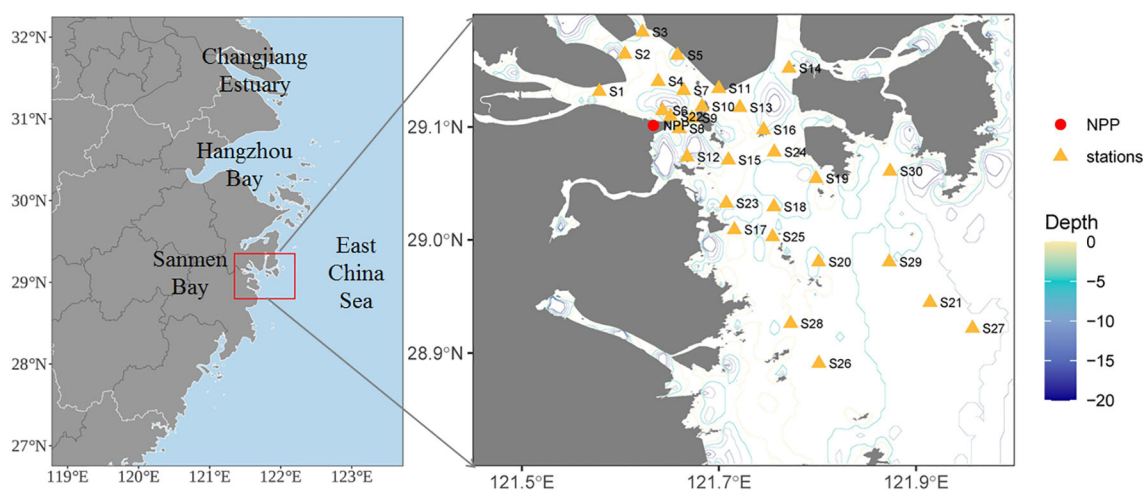 32°N
31°N
30°N
29°N
28°N
27°N
119°E
120°E
121°E
122°E
123°E
Changjiang
Estuary
Hangzhou
Bay
Sanmen
Bay
East
China
Sea
29.1°N
29.0°N
28.9°N
121.5°E
121.7°E
121.9°E
S3
S2
S5
S14
S4
S1
S7
S11
S6
S10
S13
S22
S9
NPP
S8
S16
S24
S12
S15
S30
S19
S23
S18
S17
S25
S20
S29
S21
S28
S27
S26
NPP
stations
Depth
0
−5
−10
−15
−20